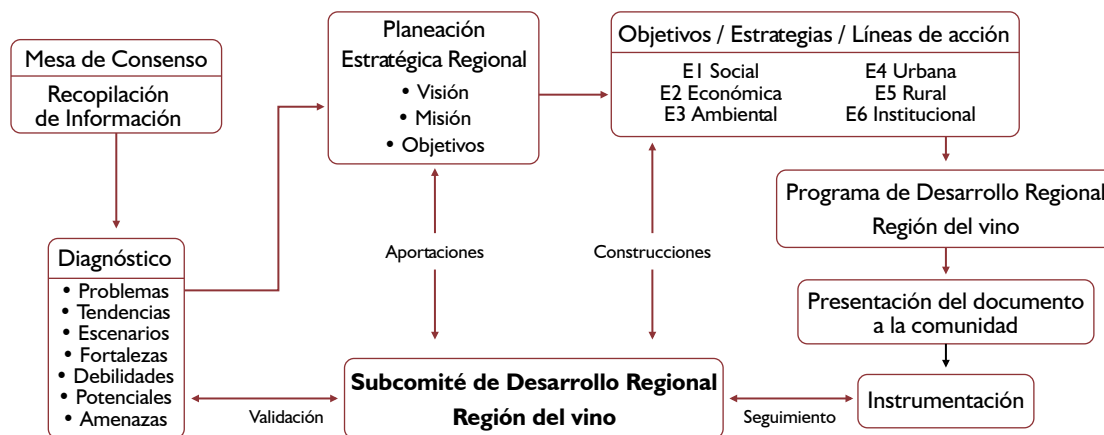 Mesa de Consenso
Recopilación
de Información
Planeación
Estratégica Regional
• Visión
• Misión
• Objetivos
Objetivos / Estrategias / Líneas de acción
E1 Social
E2 Económica
E3 Ambiental
E4 Urbana
E5 Rural
E6 Institucional
Programa de Desarrollo Regional
Región del vino
Aportaciones
Construcciones
Diagnóstico
• Problemas
• Tendencias
• Escenarios
• Fortalezas
• Debilidades
• Potenciales
• Amenazas
Presentación del documento
a la comunidad
Validación
Subcomité de Desarrollo Regional
Región del vino
Seguimiento
Instrumentación